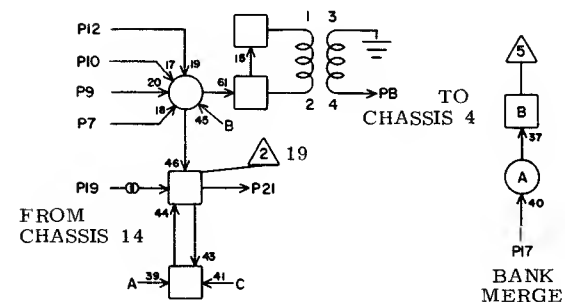 P12
P10
P9
P7
17
19
20
18
45
B
61
15
1
3
2
4
PB
TO
CHASSIS 4
46
2
19
P19
P21
FROM
CHASSIS 14
44
43
A
39
41
C
5
B
37
A
40
P17
BANK
MERGE